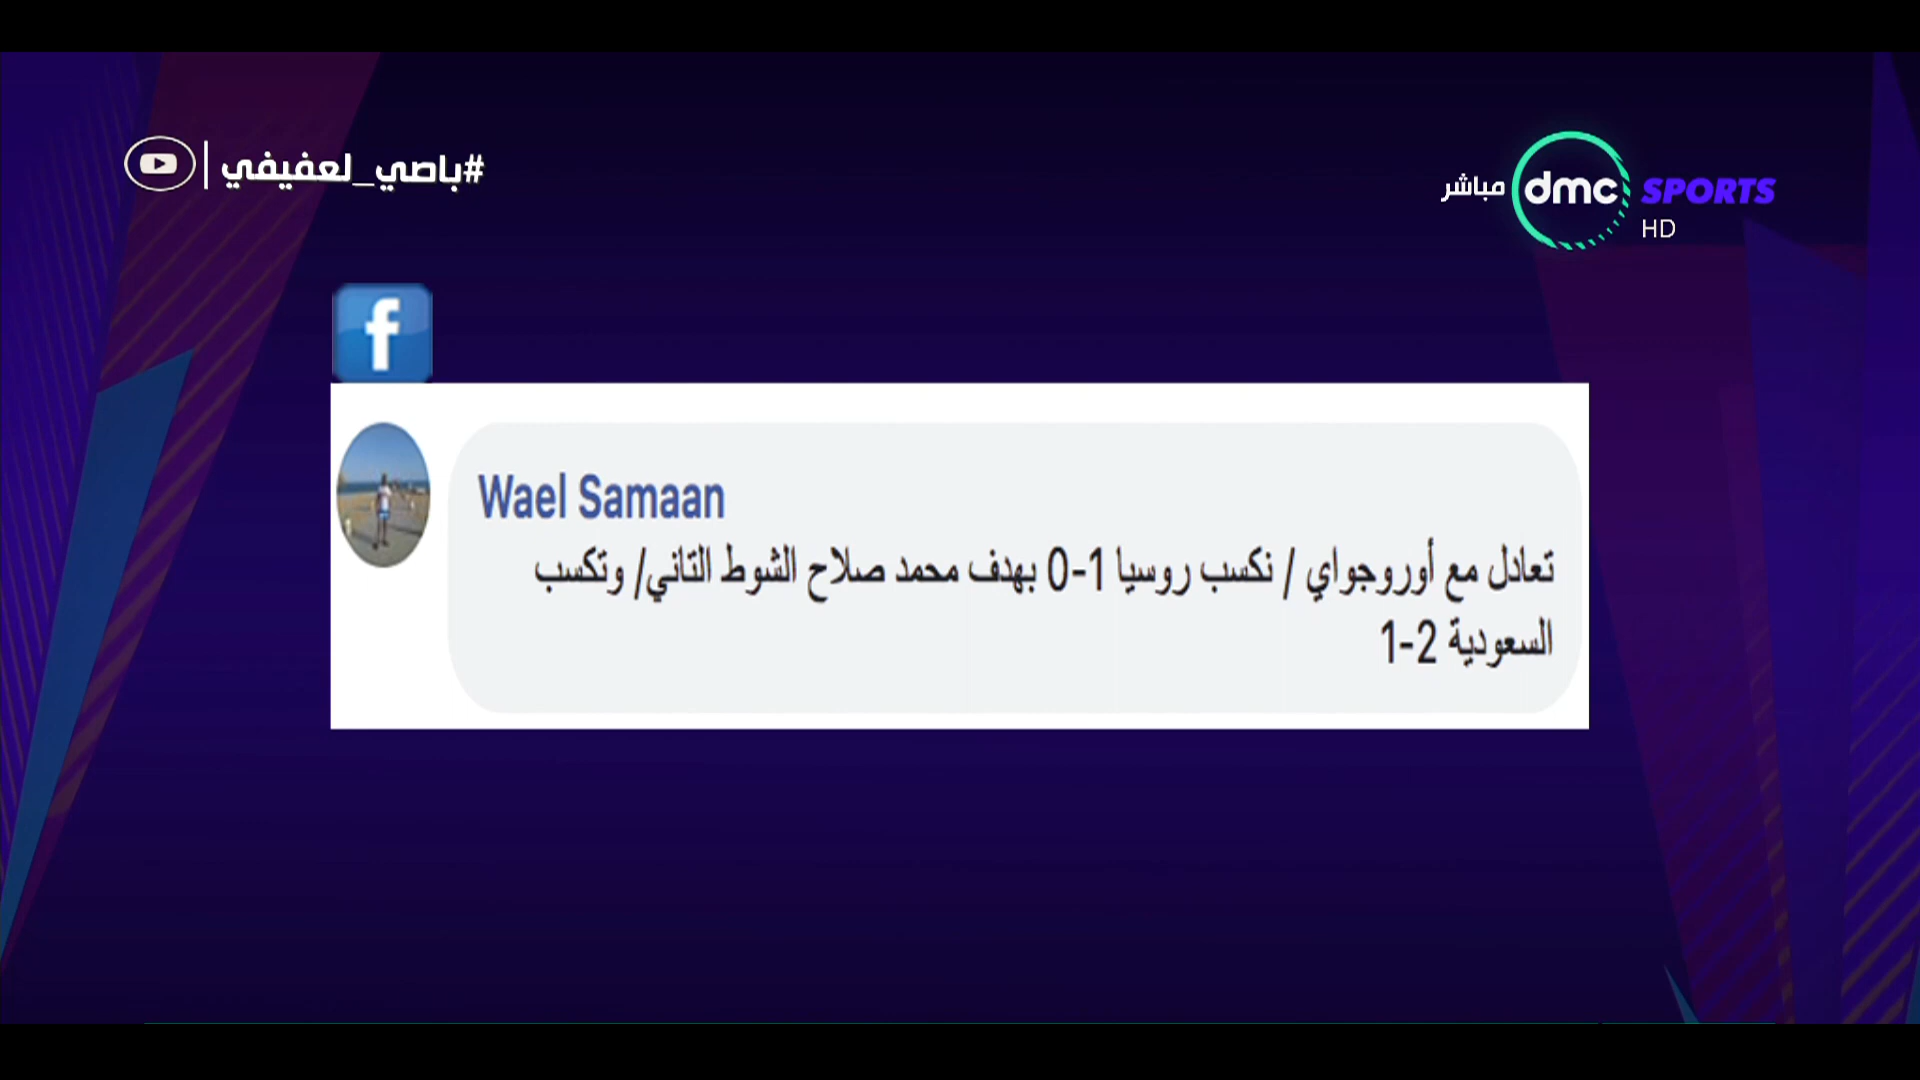 #باصي_لعفيفي
مباشر dmc SPORTS
HD
f
Wael Samaan
تعادل مع أوروجواي / نكسب روسيا 1-0 بهدف محمد صلاح الشوط التاني/ وتكسب
السعودية 2-1